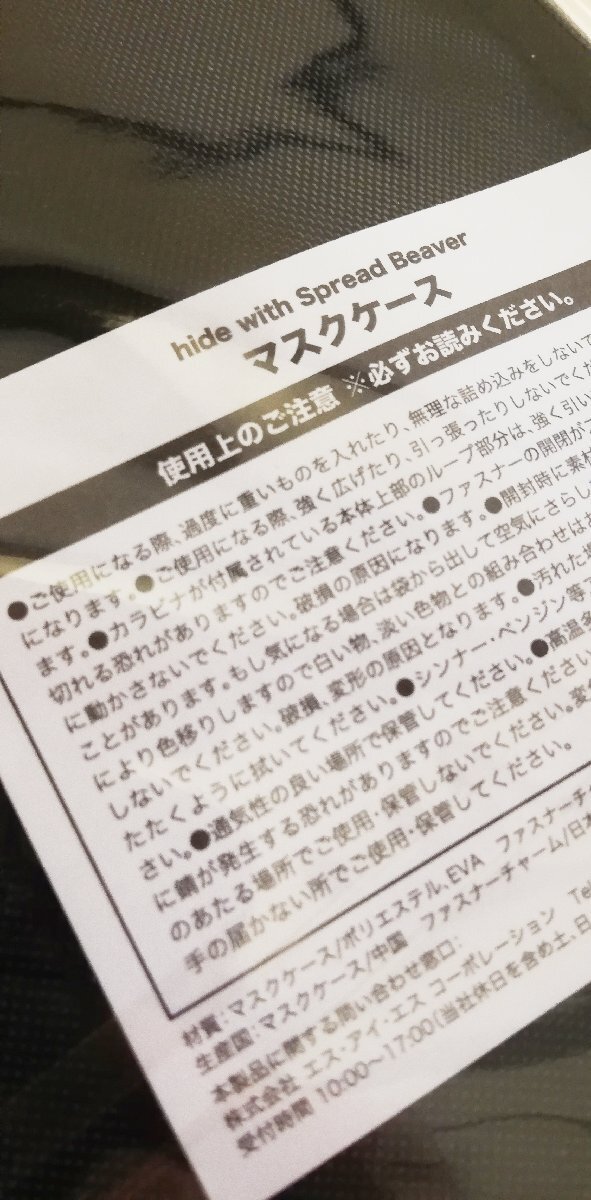 hide with Spread Beaver
マスクケース
使用上のご注意 ※必ずお読みください。
●ご使用になる際、過度に重いものを入れたり、無理な詰め込みをしないで
になります。●ご使用になる際、強く広げたり、引っ張ったりしないでくだ
ます。●カラビナが付属されている本体上部のループ部分は、強く引い
切れる恐れがありますのでご注意ください。●ファスナーの開閉が
に動かさないでください。破損の原因になります。●開封時に素材
ことがあります。もし気になる場合は袋から出して空気にさらし
により色移りしますので白い物、淡い色物との組み合わせはお
しないでください。破損、変形の原因となります。●汚れた場
たたくように拭いてください。●シンナー・ベンジン等
さい。●通気性の良い場所で保管してください。●高温多
に錆が発生する恐れがありますのでご注意ください
のあたる場所でご使用・保管しないでください。変
手の届かない所でご使用・保管してください。
材質:マスクケース/ポリエステル、EVA ファスナーチャ
生産国:マスクケース/中国 ファスナーチャーム/日本
本製品に関する問い合わせ窓口:
株式会社 エス・アイ・エス コーポレーション Tel
受付時間 10:00〜17:00(当社休日を含め土、日